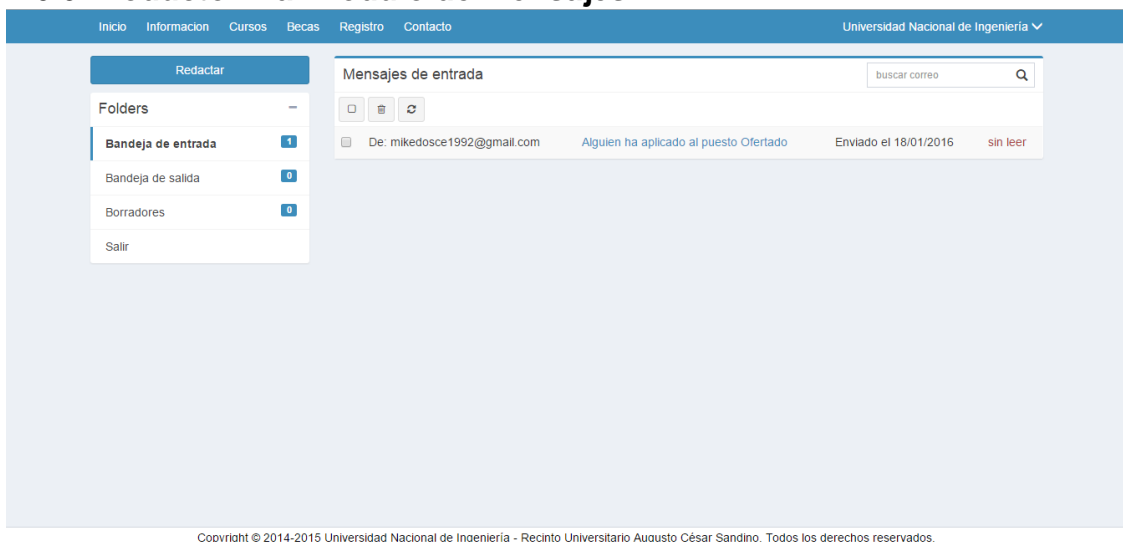 Inicio Informacion Cursos Becas Registro Contacto Universidad Nacional de Ingeniería
Redactar
Mensajes de entrada
buscar correo
Folders
Bandeja de entrada 1
De: mikedosce1992@gmail.com Alguien ha aplicado al puesto Ofertado Enviado el 18/01/2016 sin leer
Bandeja de salida 0
Borradores 0
Salir
Copyright © 2014-2015 Universidad Nacional de Ingeniería - Recinto Universitario Augusto César Sandino. Todos los derechos reservados.